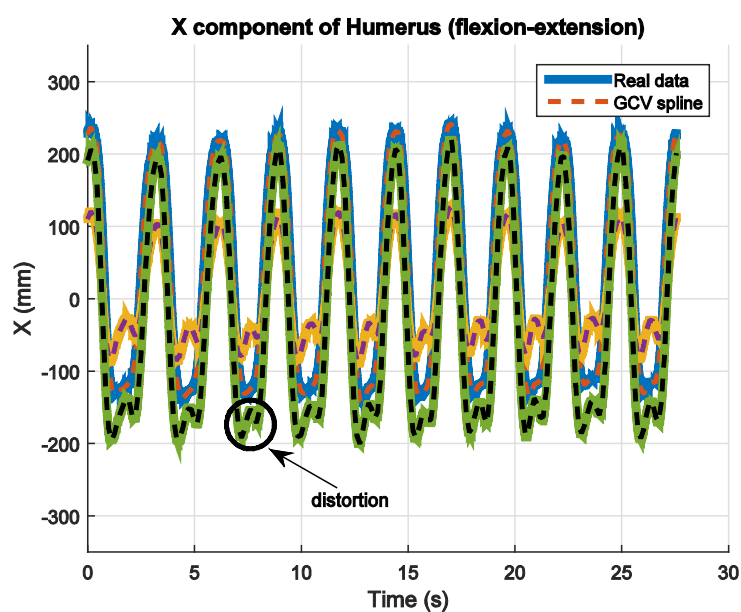 X component of Humerus (flexion-extension)
Real data
GCV spline
X (mm)
300
200
100
0
-100
-200
-300
distortion
0
5
10
15
20
25
30
Time (s)